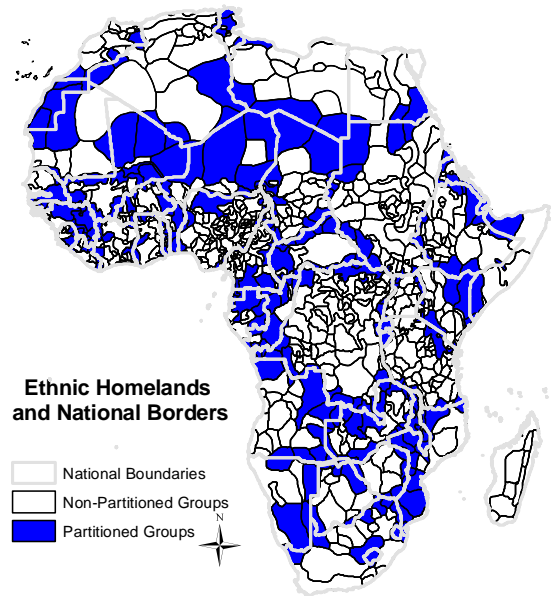 Ethnic Homelands
and National Borders
National Boundaries
Non-Partitioned Groups
Partitioned Groups
N